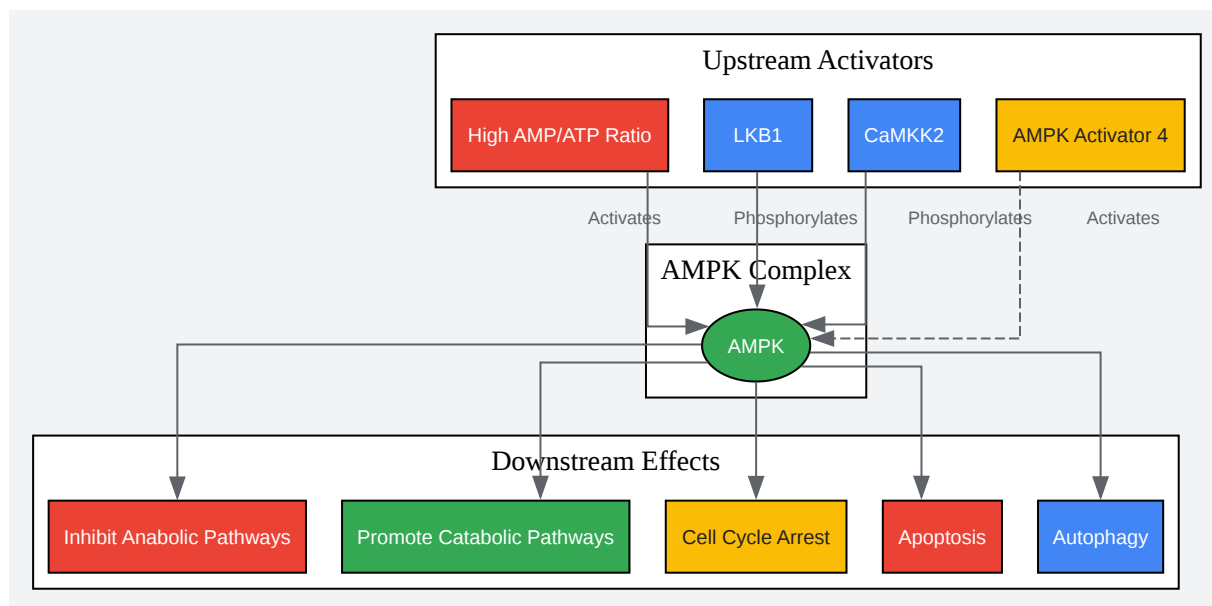 Upstream Activators
High AMP/ATP Ratio
LKB1
CaMKK2
AMPK Activator 4
Activates
Phosphorylates
Phosphorylates
Activates
AMPK Complex
AMPK
Downstream Effects
Inhibit Anabolic Pathways
Promote Catabolic Pathways
Cell Cycle Arrest
Apoptosis
Autophagy